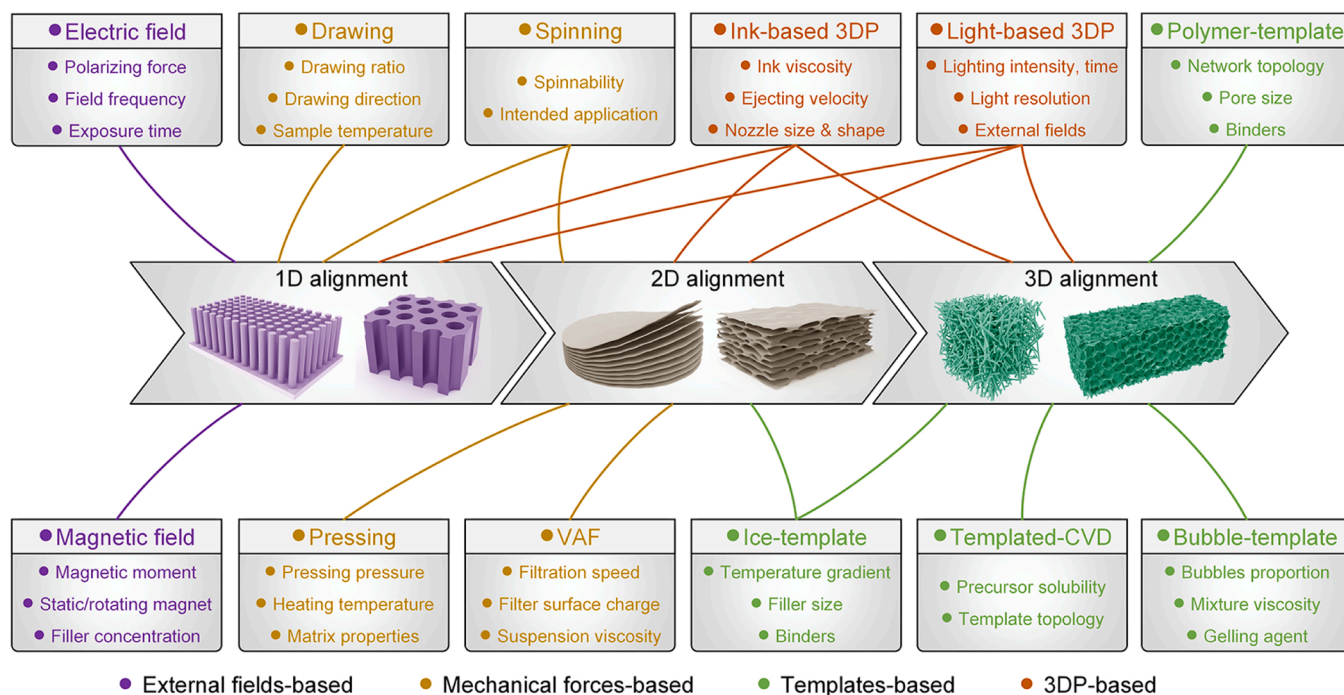 Electric field
Polarizing force
Field frequency
Exposure time
Drawing
Drawing ratio
Drawing direction
Sample temperature
Spinning
Spinnability
Intended application
Ink-based 3DP
Ink viscosity
Ejecting velocity
Nozzle size & shape
Light-based 3DP
Lighting intensity, time
Light resolution
External fields
Polymer-template
Network topology
Pore size
Binders
1D alignment
2D alignment
3D alignment
Magnetic field
Magnetic moment
Static/rotating magnet
Filler concentration
Pressing
Pressing pressure
Heating temperature
Matrix properties
VAF
Filtration speed
Filter surface charge
Suspension viscosity
Ice-template
Temperature gradient
Filler size
Binders
Templated-CVD
Precursor solubility
Template topology
Bubble-template
Bubbles proportion
Mixture viscosity
Gelling agent
External fields-based
Mechanical forces-based
Templates-based
3DP-based